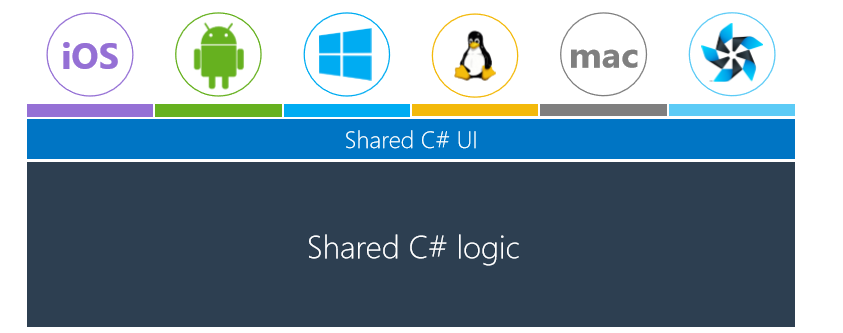 iOS
mac
Shared C# UI
Shared C# logic